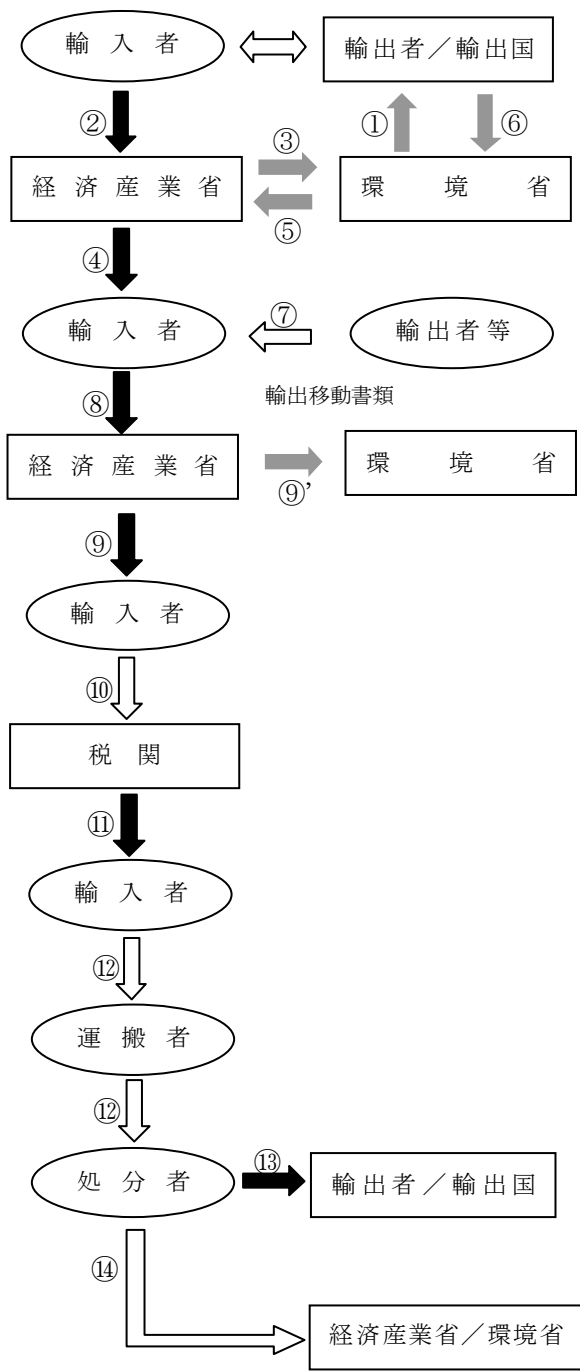 輸入者
輸出者／輸出国
②
①
⑥
③
経済産業省
環境省
⑤
④
⑦
輸入者
輸出者等
輸出移動書類
⑧
経済産業省
環境省
⑨’
⑨
輸入者
⑩
税関
⑪
輸入者
⑫
運搬者
⑫
処分者
⑬
輸出者／輸出国
⑭
経済産業省／環境省